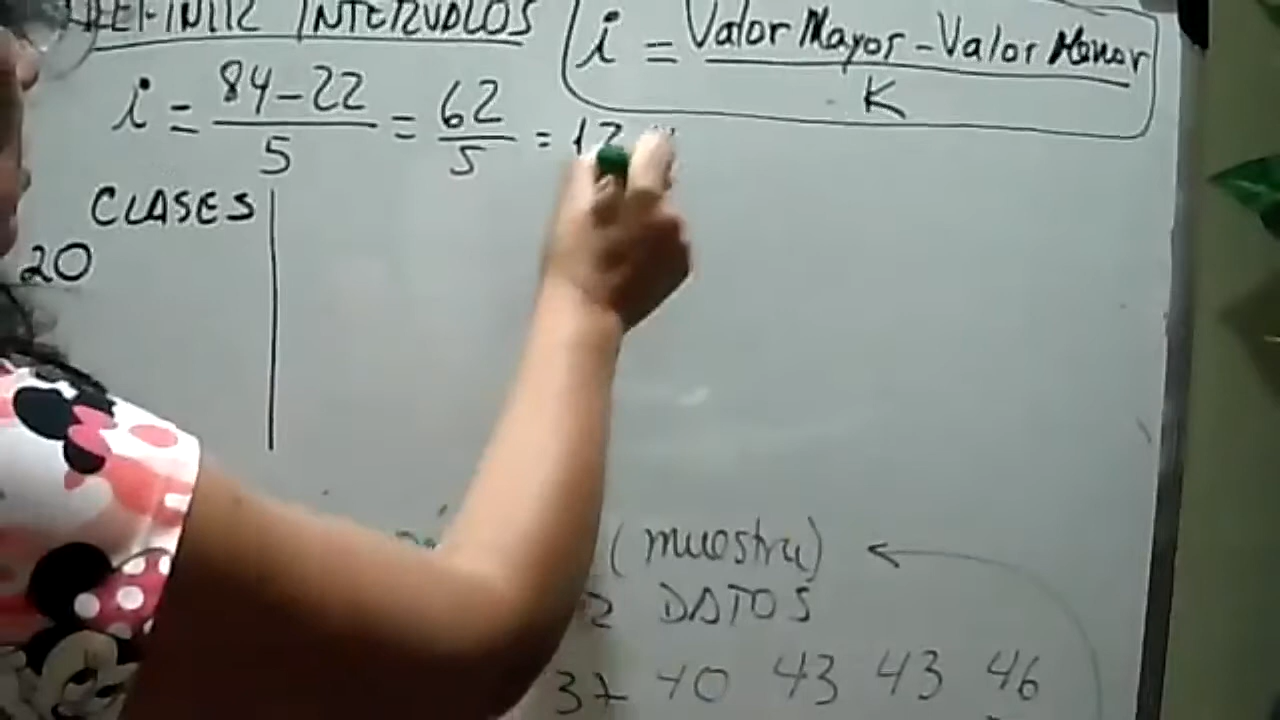 DEFINIR INTERVALOS
i = Valor Mayor - Valor Menor / K
i = 84-22 / 5 = 62 / 5 = 12
CLASES
20
(muestra)
2 DATOS
37 40 43 43 46